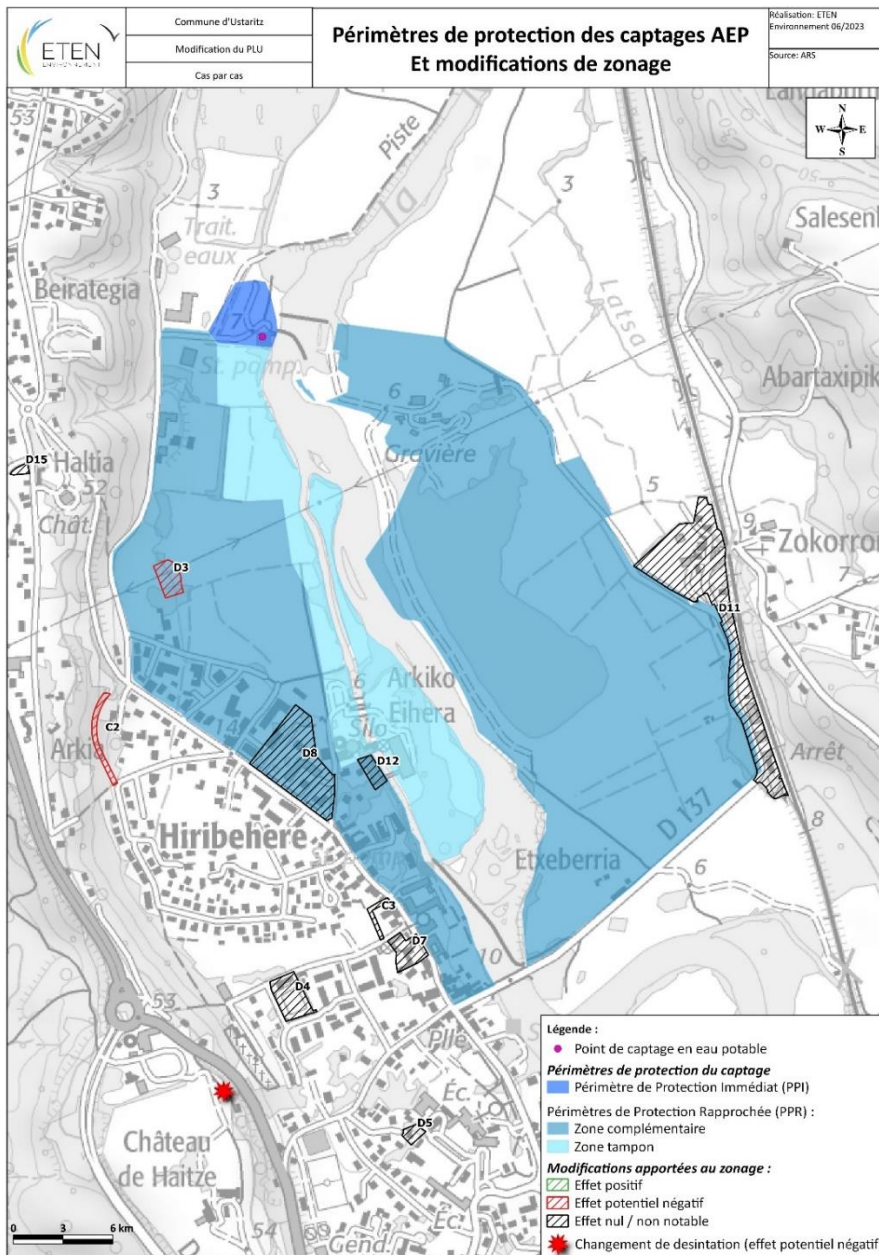 ETEN
ENVIRONNEMENT
Commune d'Ustaritz
Modification du PLU
Cas par cas
Périmètres de protection des captages AEP
Et modifications de zonage
Réalisation: ETEN
Environnement 06/2023
Source: ARS
N
W E
S
53
Piste
la
3
3
Trait.
eaux
Latsa
Salesenb
Beirategia
St. pomp.
6
Abartaxipik
Gravière
D15
Haltia
52
Chât.
5
9
Zokorron
7
D3
D11
6
Arkiko
Eihera
C2
Arkia
14
D8
Silo
D12
Arrêt
Hiribehere
D 137
8
Etxeberria
6
C3
D7
10
D4
53
Plle
Éc.
D5
Château
de Haitze
Éc.
54
Gend.
0 3 6 km
Légende :
Point de captage en eau potable
Périmètres de protection du captage
Périmètre de Protection Immédiat (PPI)
Périmètres de Protection Rapprochée (PPR) :
Zone complémentaire
Zone tampon
Modifications apportées au zonage :
Effet positif
Effet potentiel négatif
Effet nul / non notable
Changement de desintation (effet potentiel négatif